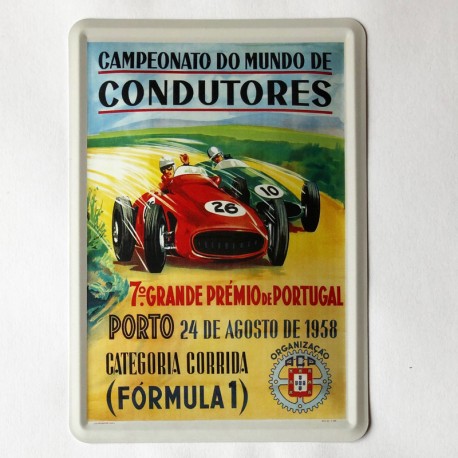 CAMPEONATO DO MUNDO DE
CONDUTORES
10
26
7º GRANDE PRÉMIO DE PORTUGAL
PORTO 24 DE AGOSTO DE 1958
CATEGORIA CORRIDA
(FÓRMULA 1)
ORGANIZAÇÃO
ACP